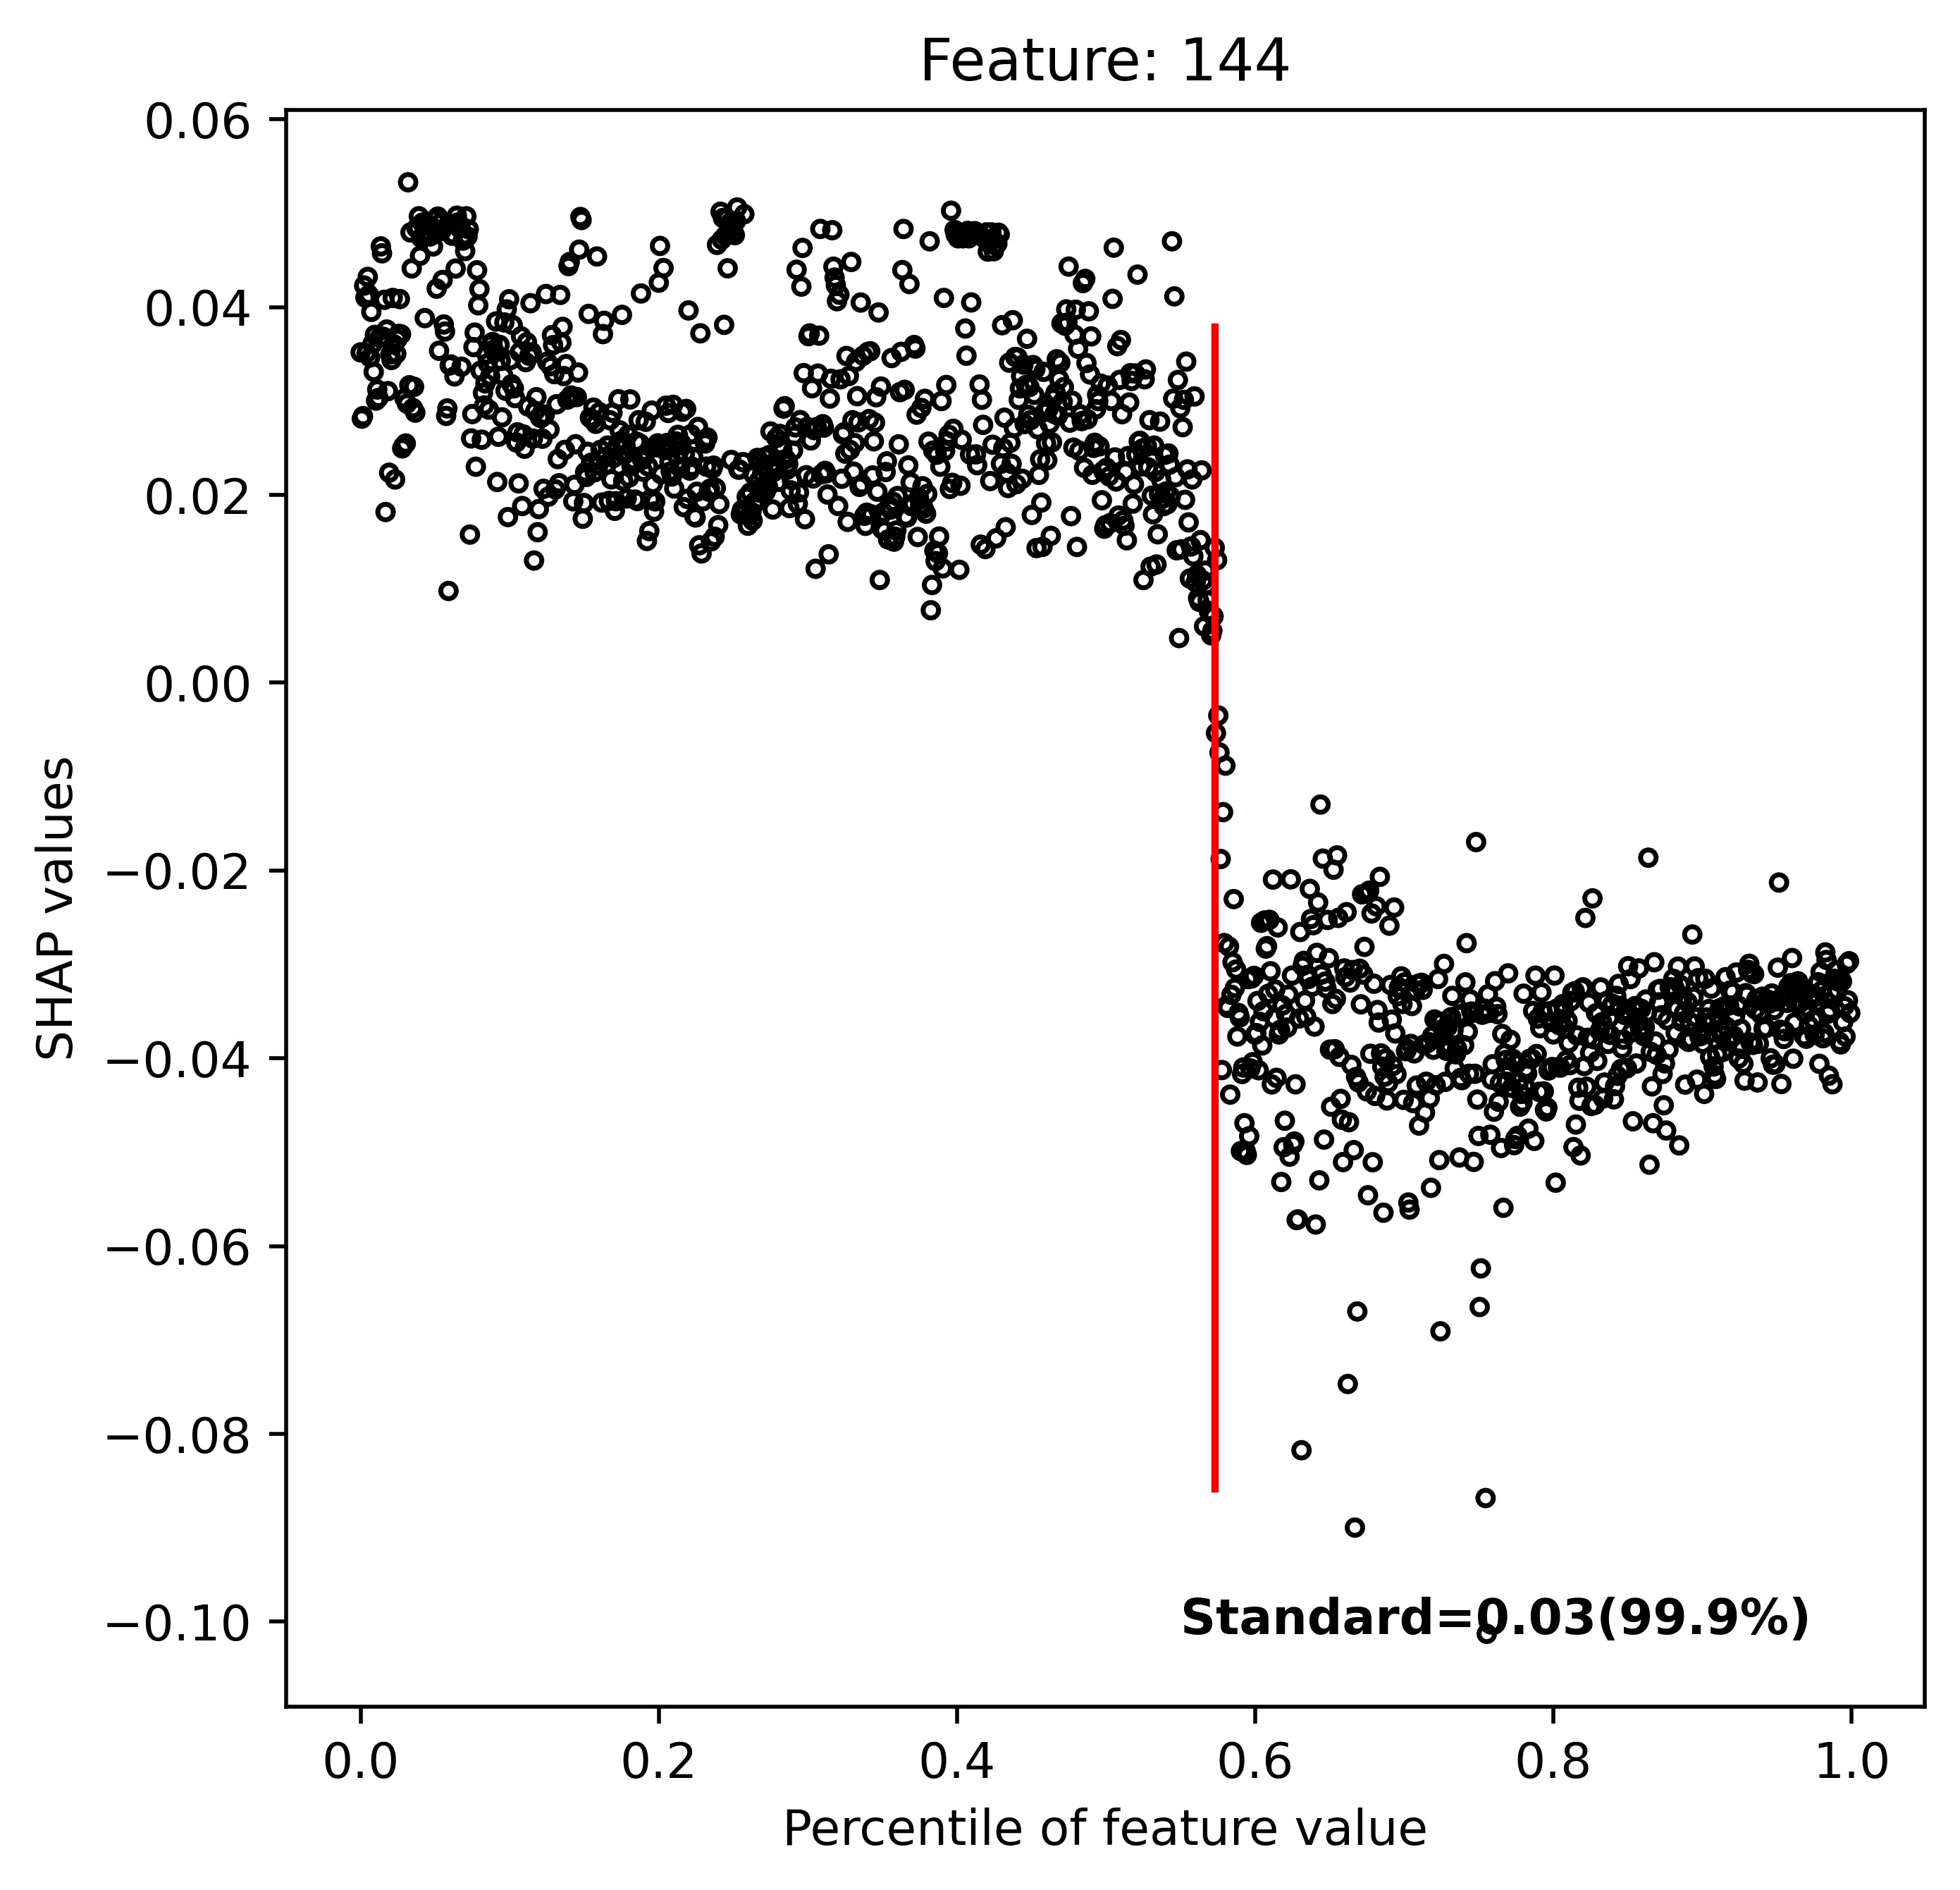 Feature: 144
0.06
0.04
0.02
0.00
−0.02
−0.04
−0.06
−0.08
−0.10
SHAP values
Standard=0.03(99.9%)
0.0 0.2 0.4 0.6 0.8 1.0
Percentile of feature value